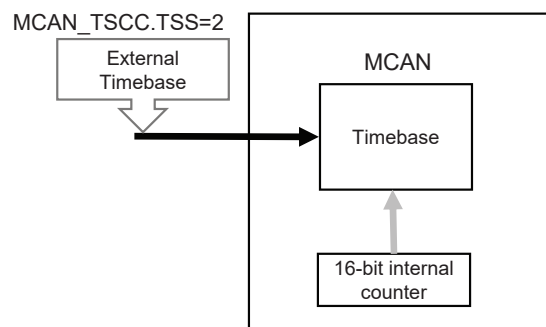 MCAN_TSCC.TSS=2
External
Timebase
MCAN
Timebase
16-bit internal
counter